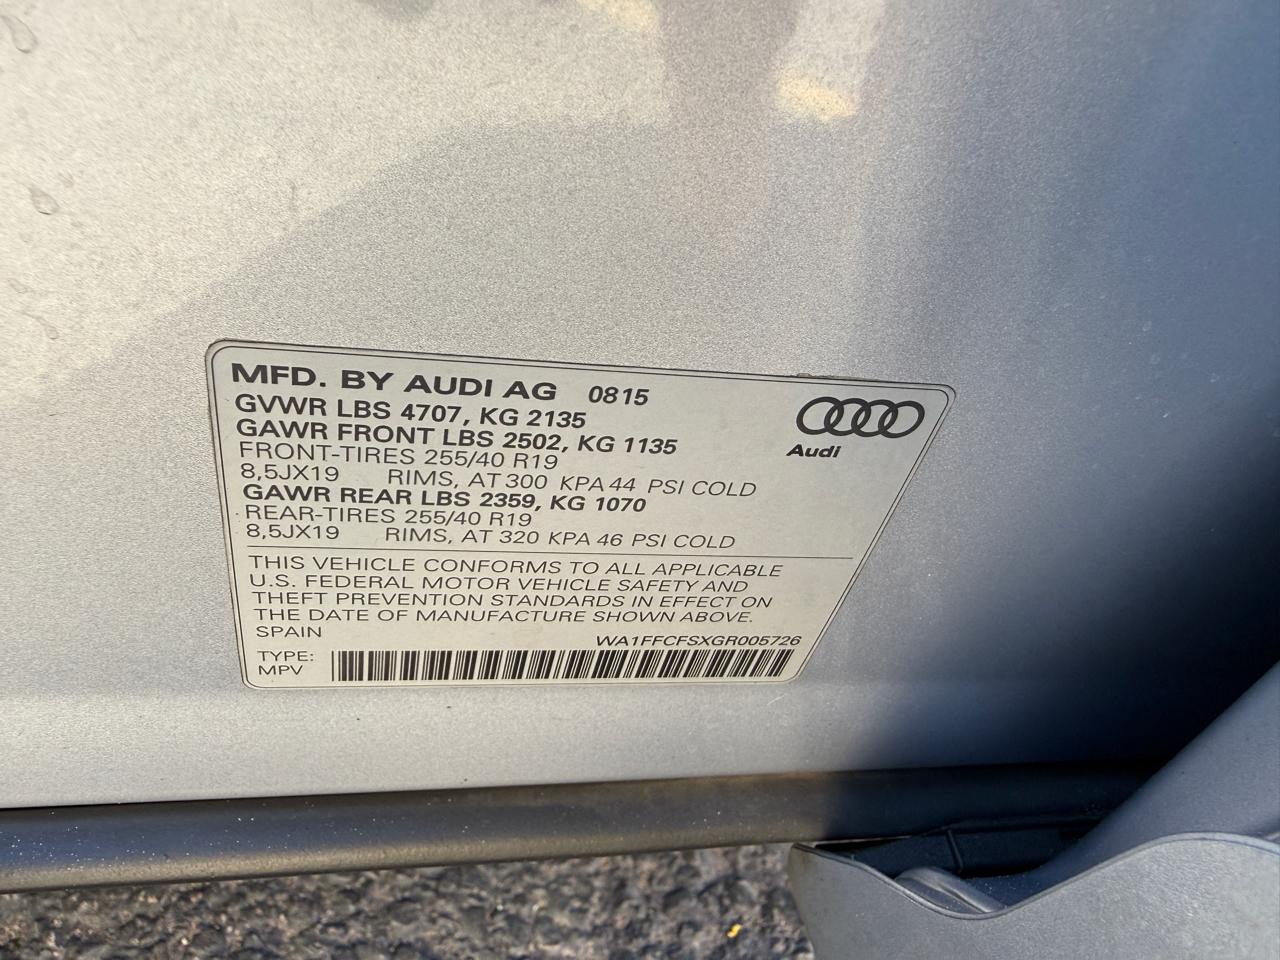 MFD. BY AUDI AG 0815
GVWR LBS 4707, KG 2135
GAWR FRONT LBS 2502, KG 1135
FRONT-TIRES 255/40 R19
8,5JX19 RIMS, AT 300 KPA 44 PSI COLD
GAWR REAR LBS 2359, KG 1070
REAR-TIRES 255/40 R19
8,5JX19 RIMS, AT 320 KPA 46 PSI COLD
Audi
THIS VEHICLE CONFORMS TO ALL APPLICABLE
U.S. FEDERAL MOTOR VEHICLE SAFETY AND
THEFT PREVENTION STANDARDS IN EFFECT ON
THE DATE OF MANUFACTURE SHOWN ABOVE.
SPAIN WA1FFCFSXGR005726
TYPE:
MPV